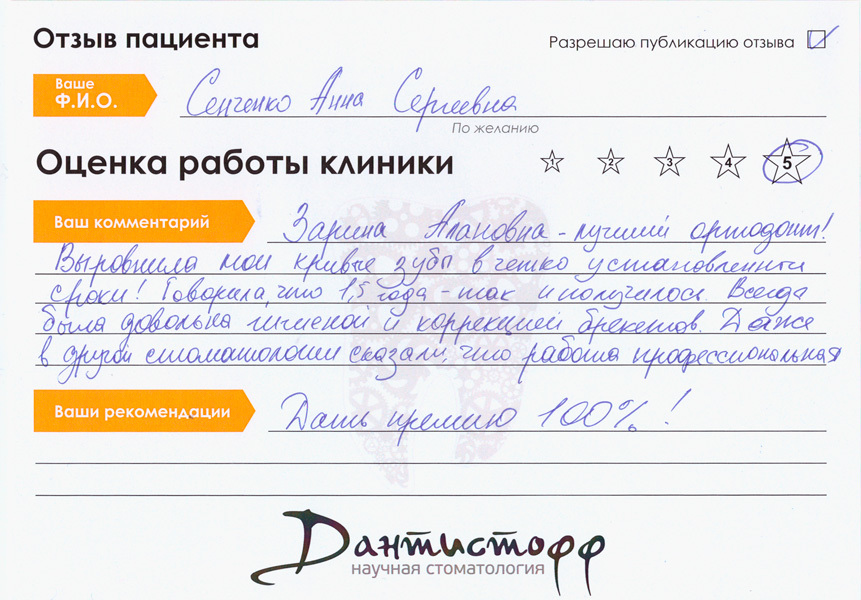 Отзыв пациента
Разрешаю публикацию отзыва
Ваше
Ф.И.О.
Сенченко Анна Сергеевна
По желанию
Оценка работы клиники
1 2 3 4 5
Ваш комментарий
Зарина Алановна - лучший ортодонт!
Выровнила мои кривые зубы в четко установленные
сроки! Говорила, что 1,5 года - так и получилось. Всегда
была довольна гигиеной и коррекцией брекетов. Даже
в другой стоматологии сказали, что работа профессиональная
Ваши рекомендации
Дать премию 100%!
Дантистофф
научная стоматология